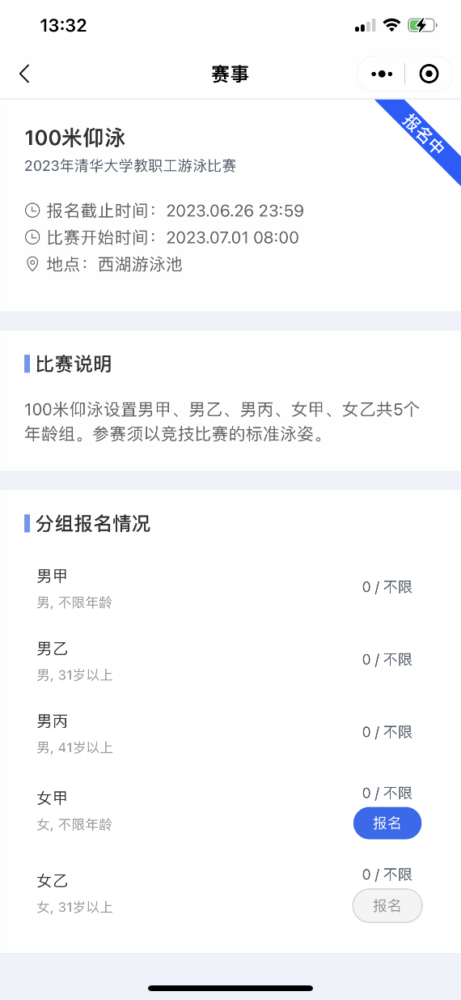 13:32
赛事
报名中
100米仰泳
2023年清华大学教职工游泳比赛
报名截止时间：2023.06.26 23:59
比赛开始时间：2023.07.01 08:00
地点：西湖游泳池
比赛说明
100米仰泳设置男甲、男乙、男丙、女甲、女乙共5个
年龄组。参赛须以竞技比赛的标准泳姿。
分组报名情况
男甲
男, 不限年龄
0 / 不限
男乙
男, 31岁以上
0 / 不限
男丙
男, 41岁以上
0 / 不限
女甲
女, 不限年龄
0 / 不限
报名
女乙
女, 31岁以上
0 / 不限
报名